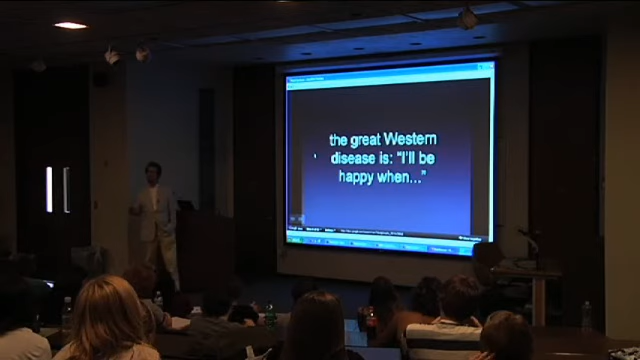 the great Western
disease is: "I'll be
happy when..."